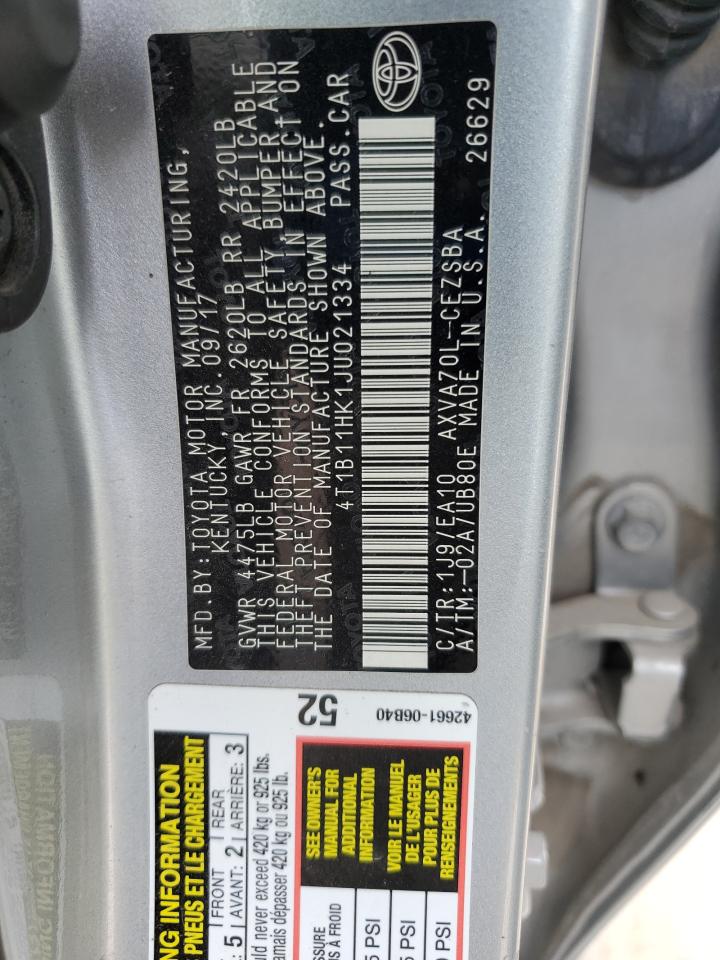 MFD.BY:TOYOTA MOTOR MANUFACTURING,
KENTUCKY, INC. 09/17
GVWR 4475LB GAWR FR 2620LB RR 2420LB
THIS VEHICLE CONFORMS TO ALL APPLICABLE
FEDERAL MOTOR VEHICLE SAFETY, BUMPER, AND
THEFT PREVENTION STANDARDS IN EFFECT ON
THE DATE OF MANUFACTURE SHOWN ABOVE.
4T1B11HK1JU021334 PASS.CAR
C/TR:1J9/EA10 AXVA70L-CEZSBA
A/TM:-02A/UB80E MADE IN U.S.A. 26629
NG INFORMATION
PNEUS ET LE CHARGEMENT
FRONT REAR
5 AVANT: 2 ARRIÈRE: 3
never exceed 420 kg or 925 lbs.
dépasser 420 kg ou 925 lb.
52
42661-06B40
SEE OWNER'S
MANUAL FOR
ADDITIONAL
INFORMATION
VOIR LE MANUEL
DE L'USAGER
POUR PLUS DE
RENSEIGNEMENTS
À FROID
PSI
PSI
PSI